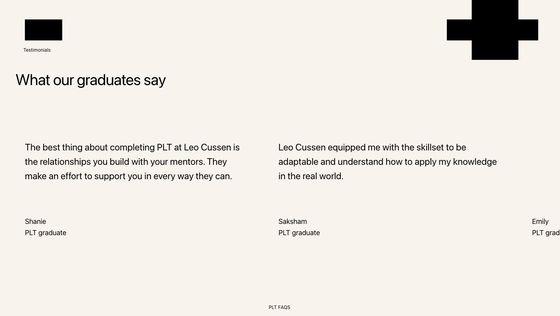 Testimonials
What our graduates say
The best thing about completing PLT at Leo Cussen is
the relationships you build with your mentors. They
make an effort to support you in every way they can.
Shanie
PLT graduate
Leo Cussen equipped me with the skillset to be
adaptable and understand how to apply my knowledge
in the real world.
Saksham
PLT graduate
Emily
PLT grad
PLT FAQS